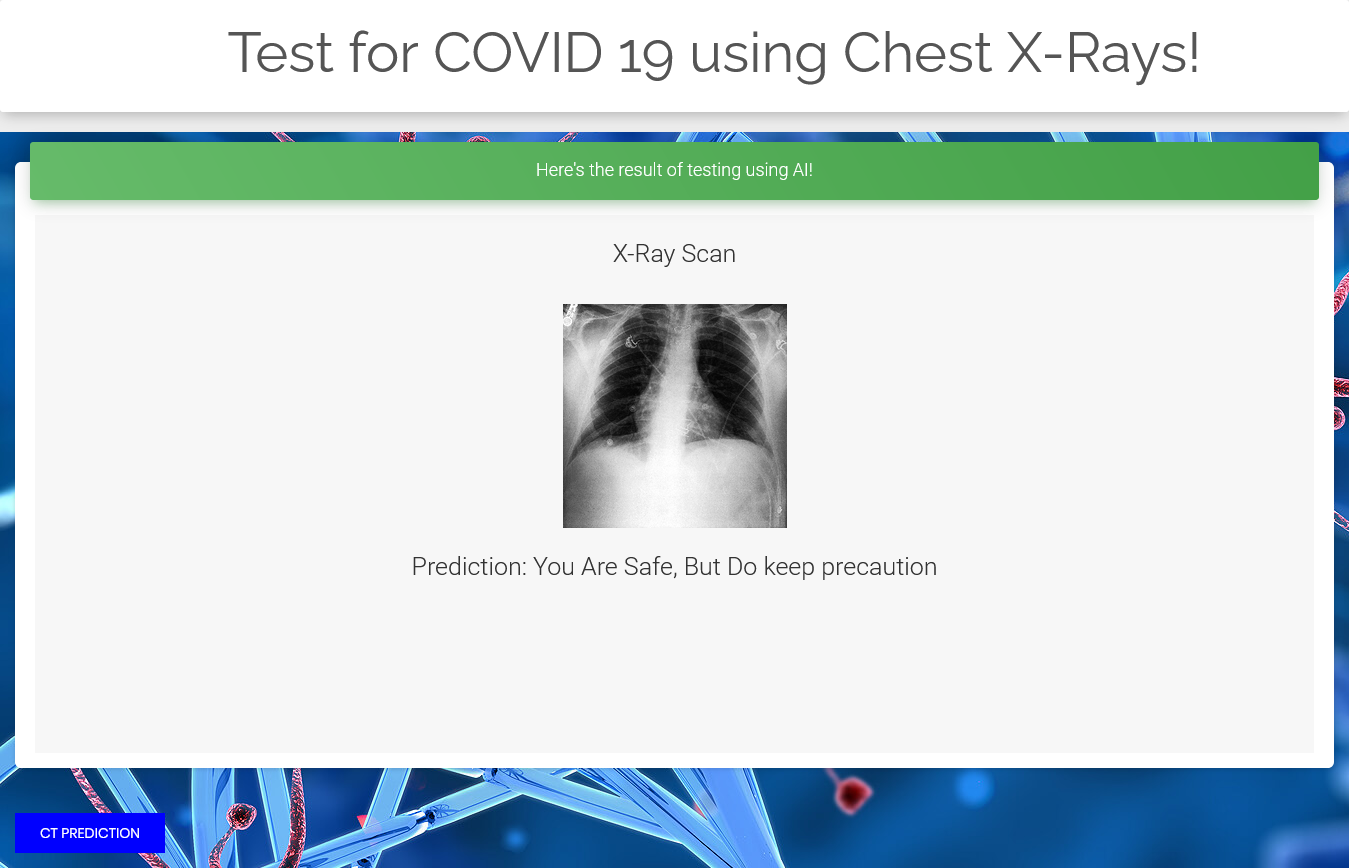 Test for COVID 19 using Chest X-Rays!
Here's the result of testing using AI!
X-Ray Scan
Prediction: You Are Safe, But Do keep precaution
CT PREDICTION